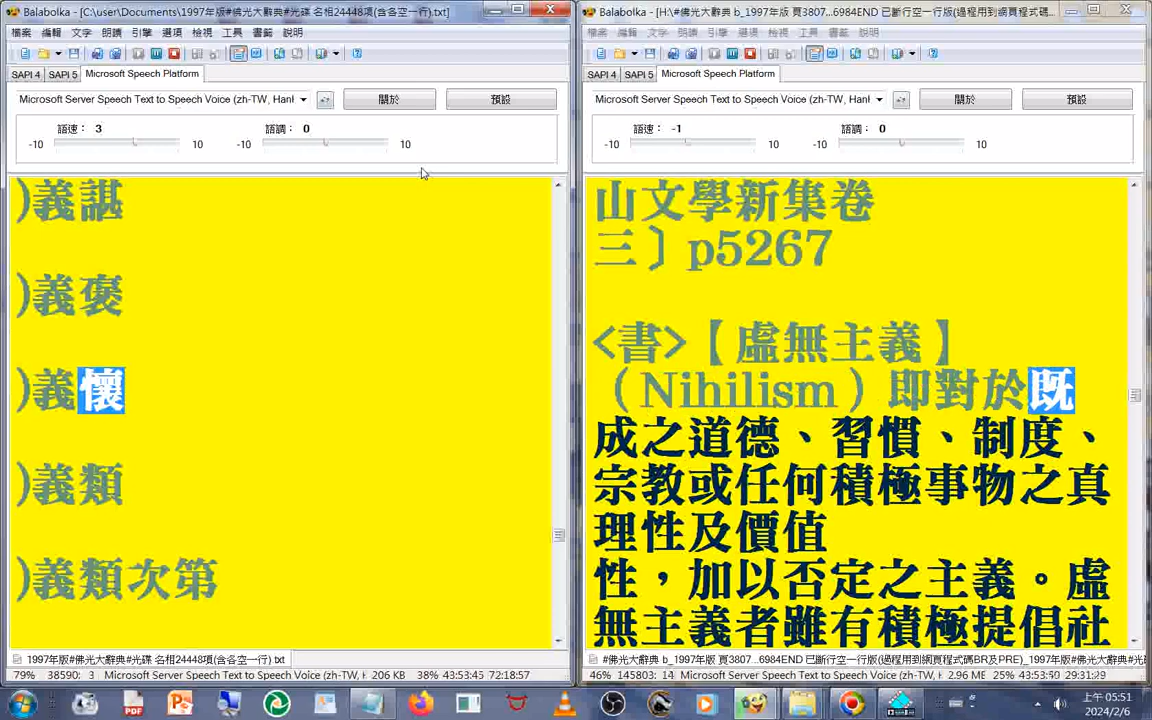 Balabolka - [C:\user\Documents\1997年版#佛光大辭典#光碟 名相24448項(含各空一行).txt]
檔案 編輯 文字 朗讀 引擎 選項 檢視 工具 書籤 說明
SAPI 4 SAPI 5 Microsoft Speech Platform
Microsoft Server Speech Text to Speech Voice (zh-TW, Hanl
關於 預設
語速： 3 語調： 0
-10 10 -10 10
)義諶
)義褒
)義懷
)義類
)義類次第
1997年版#佛光大辭典#光碟 名相24448項(含各空一行).txt
79% 38590: 3 Microsoft Server Speech Text to Speech Voice (zh-TW, H 206 KB 38% 43:53:45 72:18:57
Balabolka - [H:\#佛光大辭典 b_1997年版 頁3807...6984END 已斷行空一行版(過程用到網頁程式碼...
檔案 編輯 文字 朗讀 引擎 選項 檢視 工具 書籤 說明
SAPI 4 SAPI 5 Microsoft Speech Platform
Microsoft Server Speech Text to Speech Voice (zh-TW, Hanl
關於 預設
語速： -1 語調： 0
-10 10 -10 10
山文學新集卷
三〕p5267
<書>【虛無主義】
（Nihilism）即對於既
成之道德、習慣、制度、
宗教或任何積極事物之真
理性及價值
性，加以否定之主義。虛
無主義者雖有積極提倡社
#佛光大辭典 b_1997年版 頁3807...6984END 已斷行空一行版(過程用到網頁程式碼BR及PRE)_1997年版#光
46% 145803: 14 Microsoft Server Speech Text to Speech Voice (zh-TW, H 2.96 ME 25% 43:53:50
上午 05:51
2024/2/6